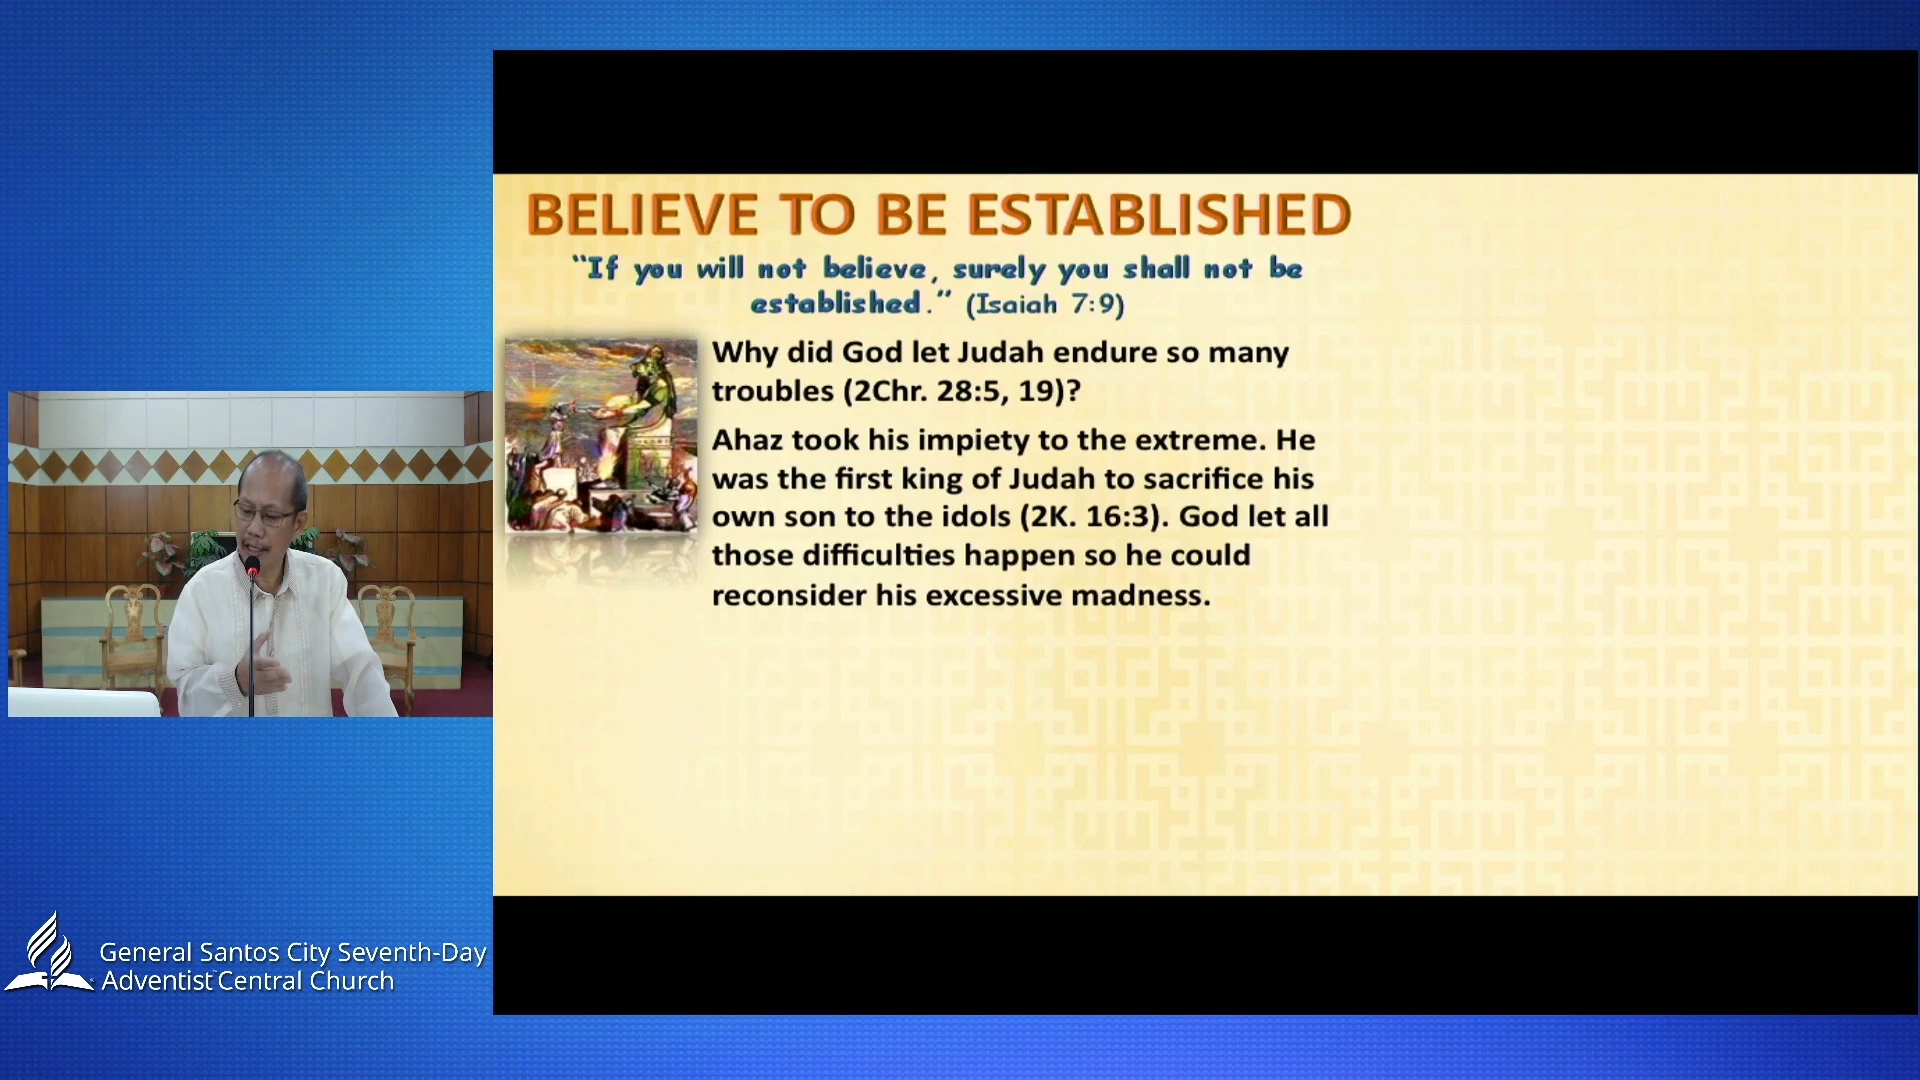 BELIEVE TO BE ESTABLISHED
“If you will not believe, surely you shall not be
established.” (Isaiah 7:9)
Why did God let Judah endure so many
troubles (2Chr. 28:5, 19)?
Ahaz took his impiety to the extreme. He
was the first king of Judah to sacrifice his
own son to the idols (2K. 16:3). God let all
those difficulties happen so he could
reconsider his excessive madness.
General Santos City Seventh-Day
Adventist Central Church